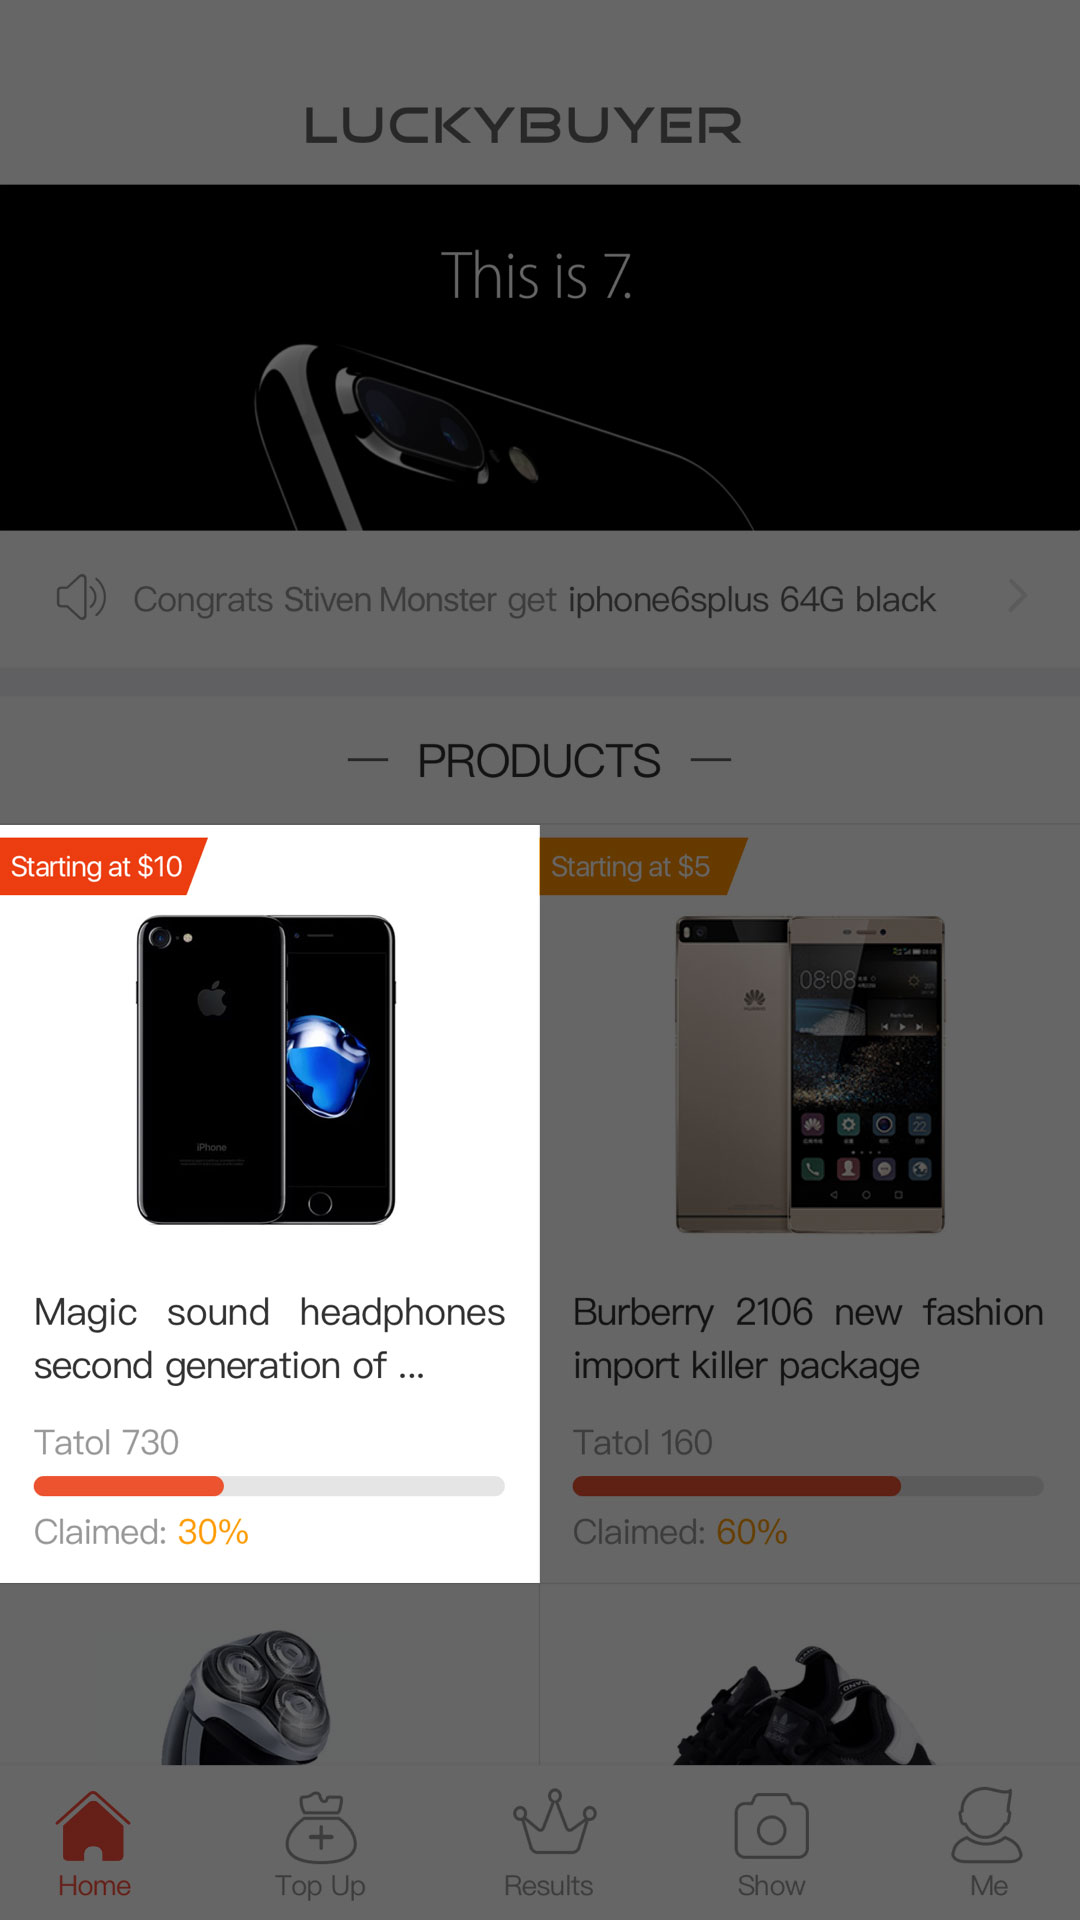 LUCKYBUYER
This is 7.
Congrats Stiven Monster get iphone6splus 64G black
— PRODUCTS —
Starting at $10
Starting at $5
iPhone
HUAWEI
08:08
Magic sound headphones
second generation of ...
Burberry 2106 new fashion
import killer package
Tatol 730
Tatol 160
Claimed: 30%
Claimed: 60%
Home
Top Up
Results
Show
Me